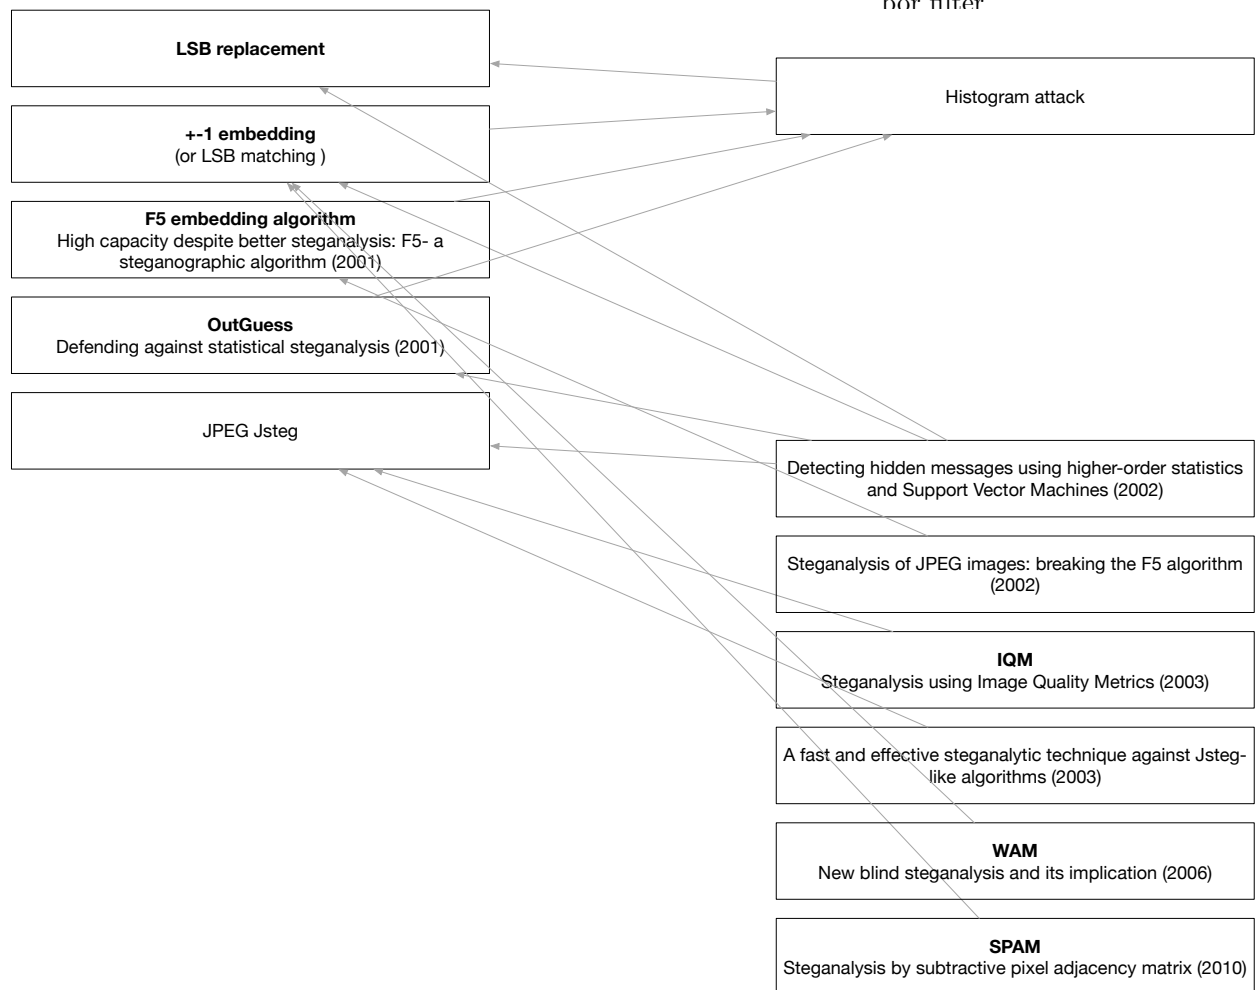 bor filter
LSB replacement
+-1 embedding
(or LSB matching )
F5 embedding algorithm
High capacity despite better steganalysis: F5- a
steganographic algorithm (2001)
OutGuess
Defending against statistical steganalysis (2001)
JPEG Jsteg
Histogram attack
Detecting hidden messages using higher-order statistics
and Support Vector Machines (2002)
Steganalysis of JPEG images: breaking the F5 algorithm
(2002)
IQM
Steganalysis using Image Quality Metrics (2003)
A fast and effective steganalytic technique against Jsteg-
like algorithms (2003)
WAM
New blind steganalysis and its implication (2006)
SPAM
Steganalysis by subtractive pixel adjacency matrix (2010)